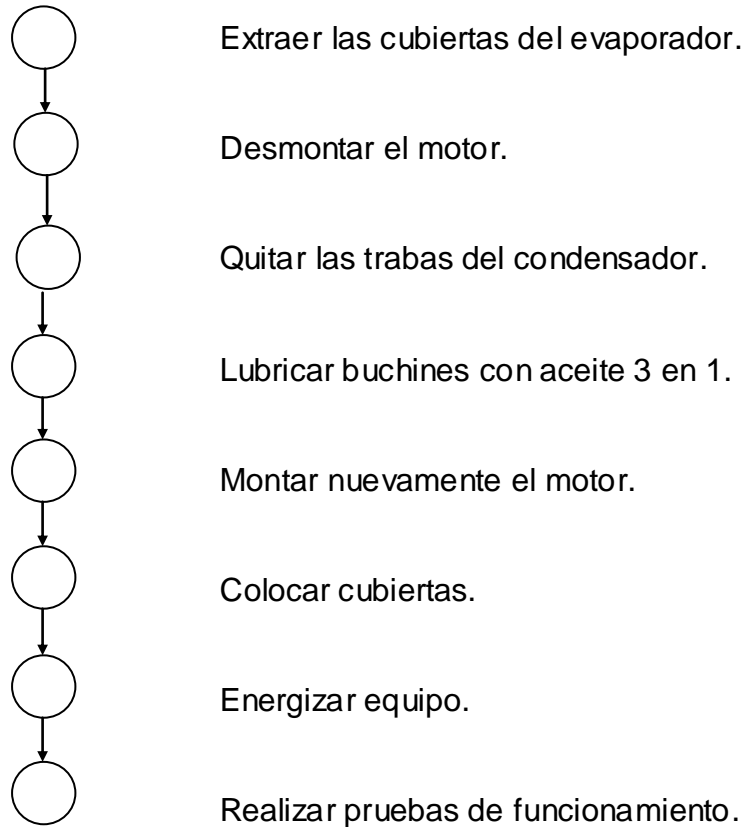 Extraer las cubiertas del evaporador.
Desmontar el motor.
Quitar las trabas del condensador.
Lubricar buchines con aceite 3 en 1.
Montar nuevamente el motor.
Colocar cubiertas.
Energizar equipo.
Realizar pruebas de funcionamiento.